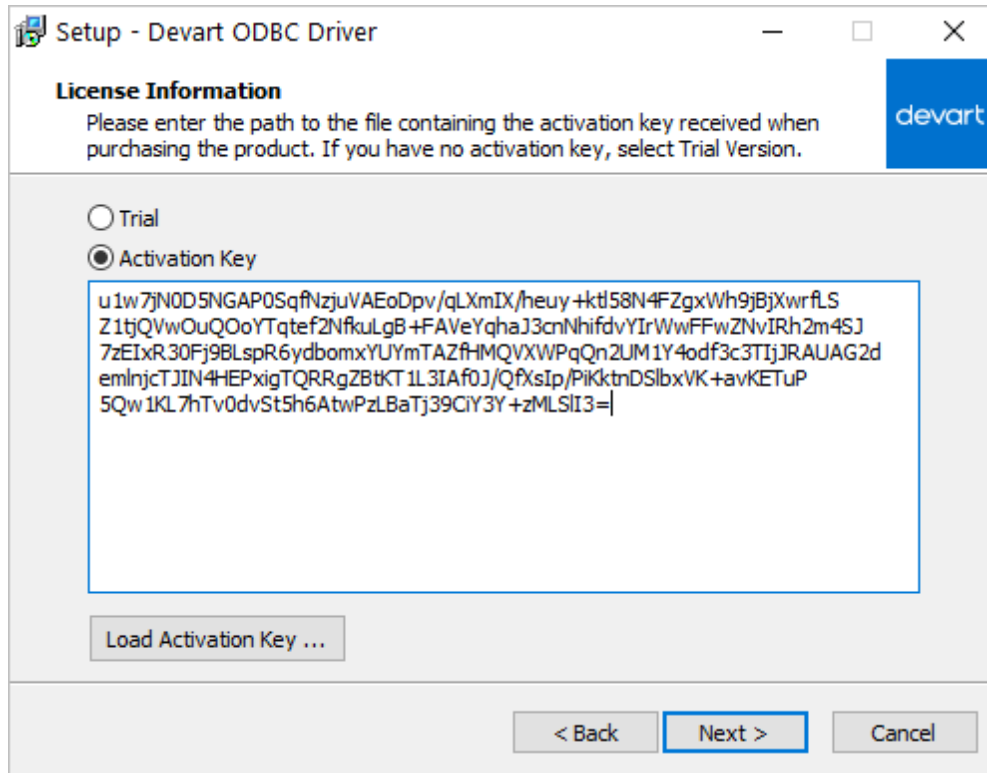 Setup - Devart ODBC Driver
License Information
Please enter the path to the file containing the activation key received when
purchasing the product. If you have no activation key, select Trial Version.
devart
Trial
Activation Key
u1w7jN0D5NGAP0SqfNzjuVAEoDpv/qLXmIX/heuy+ktl58N4FZgxWh9jBjXwrfLS
Z1tjQVwOuQOoYTqtef2NfkuLgB+FAVeYqhaJ3cnNhifdvYIrWwFFwZNvIRh2m4SJ
7zEIxR30Fj9BLspR6ydbomxYUYmTAZfHMQVXWPqQn2UM1Y4odf3c3TIjJRAUAG2d
emlnjcTJIN4HEPxigTQRRgZBtKT1L3IAf0J/QfXsIp/PiKktnDSlbxVK+avKETuP
5Qw1KL7hTv0dvSt5h6AtwPzLBaTj39CiY3Y+zMLSlI3=
Load Activation Key ...
< Back
Next >
Cancel